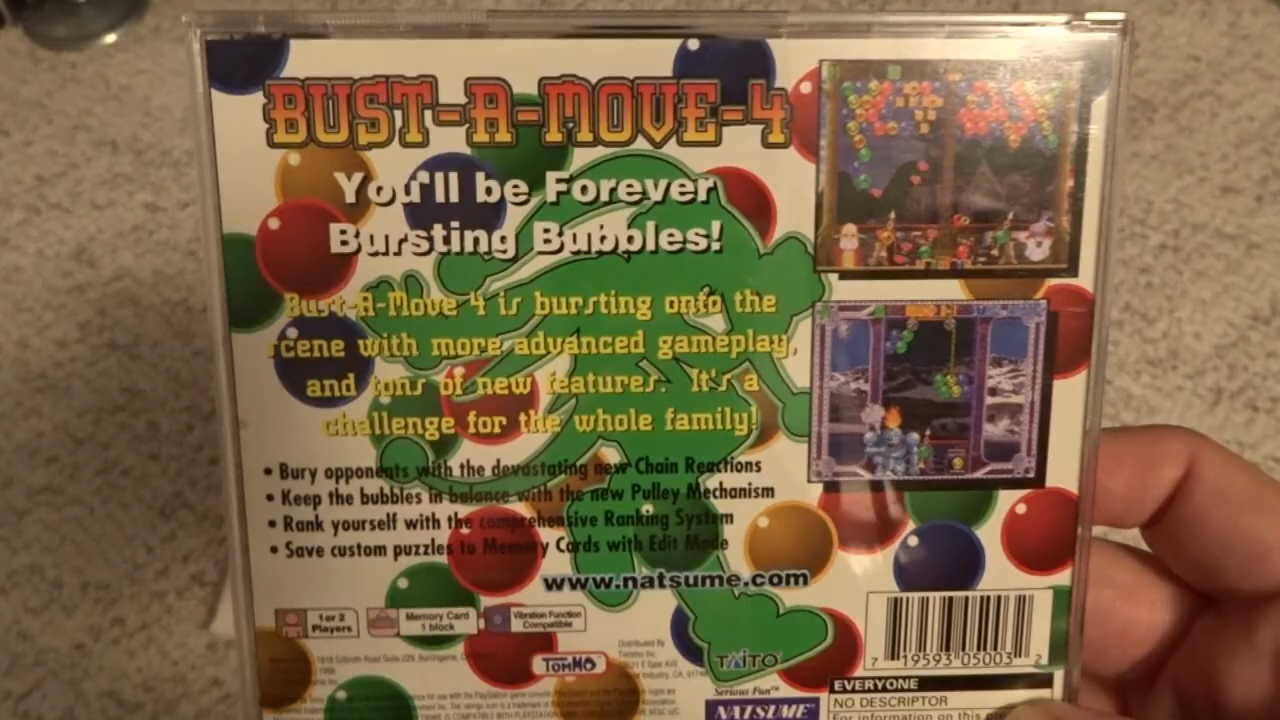 BUST-A-MOVE-4
You'll be Forever
Bursting Bubbles!
Bust-A-Move 4 is bursting onto the
scene with more advanced gameplay,
and tons of new features. It's a
challenge for the whole family!
• Bury opponents with the devastating new Chain Reactions
• Keep the bubbles in balance with the new Pulley Mechanism
• Rank yourself with the comprehensive Ranking System
• Save custom puzzles to Memory Cards with Edit Mode
www.natsume.com
1 or 2
Players
Memory Card
1 block
Vibration Function
Compatible
Distributed By
Tommo Inc.
TOMMO
TAITO
Serious Fun™
NATSUME
7 19593 05003 2
EVERYONE
NO DESCRIPTOR
For information on this